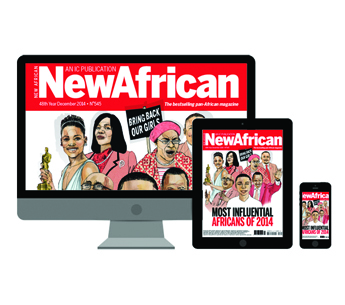 NEW AFRICAN
AN IC PUBLICATION
NewAfrican
49th Year December 2014 • N°545
The bestselling pan-African magazine
BRING BACK
OUR GIRLS
NewAfrican
MOST INFLUENTIAL
AFRICANS OF 2014
NewAfrican
MOST INFLUENTIAL
AFRICANS OF 2014